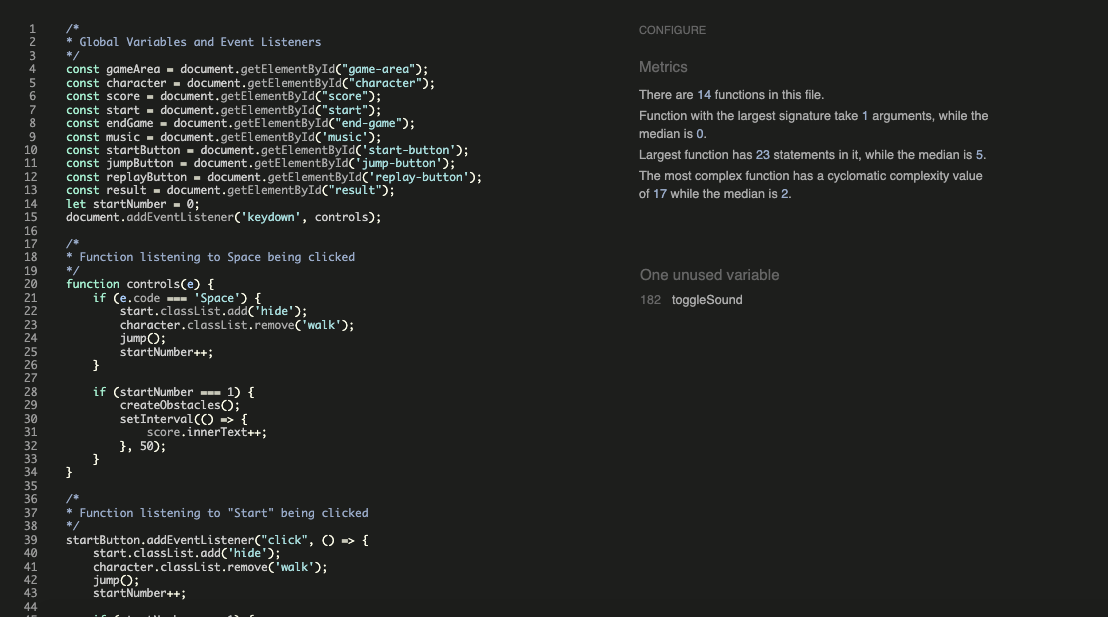 1 /*
2 * Global Variables and Event Listeners
3 */
4 const gameArea = document.getElementById("game-area");
5 const character = document.getElementById("character");
6 const score = document.getElementById("score");
7 const start = document.getElementById("start");
8 const endGame = document.getElementById("end-game");
9 const music = document.getElementById('music');
10 const startButton = document.getElementById('start-button');
11 const jumpButton = document.getElementById('jump-button');
12 const replayButton = document.getElementById('replay-button');
13 const result = document.getElementById("result");
14 let startNumber = 0;
15 document.addEventListener('keydown', controls);
16
17 /*
18 * Function listening to Space being clicked
19 */
20 function controls(e) {
21 if (e.code === 'Space') {
22 start.classList.add('hide');
23 character.classList.remove('walk');
24 jump();
25 startNumber++;
26 }
27
28 if (startNumber === 1) {
29 createObstacles();
30 setInterval(() => {
31 score.innerText++;
32 }, 50);
33 }
34 }
35
36 /*
37 * Function listening to "Start" being clicked
38 */
39 startButton.addEventListener("click", () => {
40 start.classList.add('hide');
41 character.classList.remove('walk');
42 jump();
43 startNumber++;
44
CONFIGURE
Metrics
There are 14 functions in this file.
Function with the largest signature take 1 arguments, while the
median is 0.
Largest function has 23 statements in it, while the median is 5.
The most complex function has a cyclomatic complexity value
of 17 while the median is 2.
One unused variable
182 toggleSound